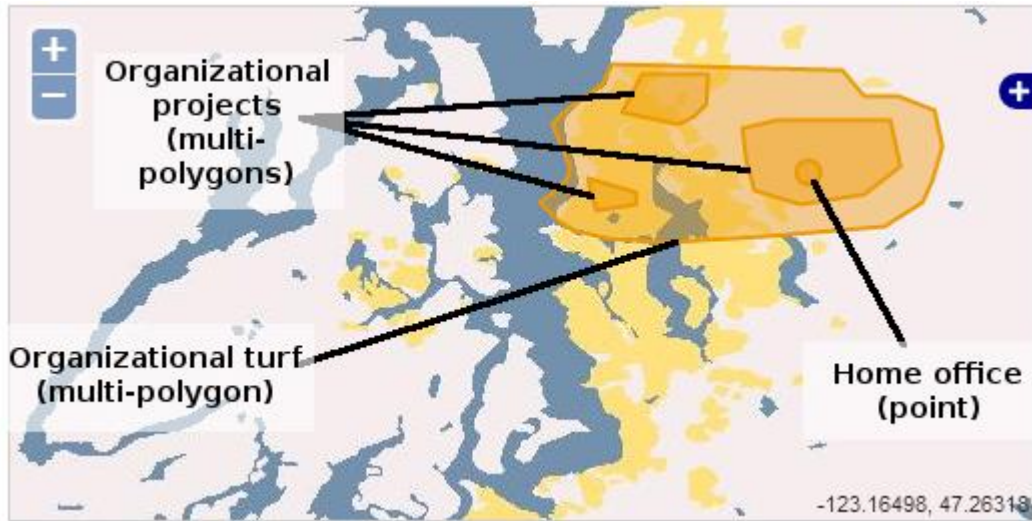 +
−
Organizational
projects
(multi-
polygons)
+
Organizational turf
(multi-polygon)
Home office
(point)
-123.16498, 47.26318